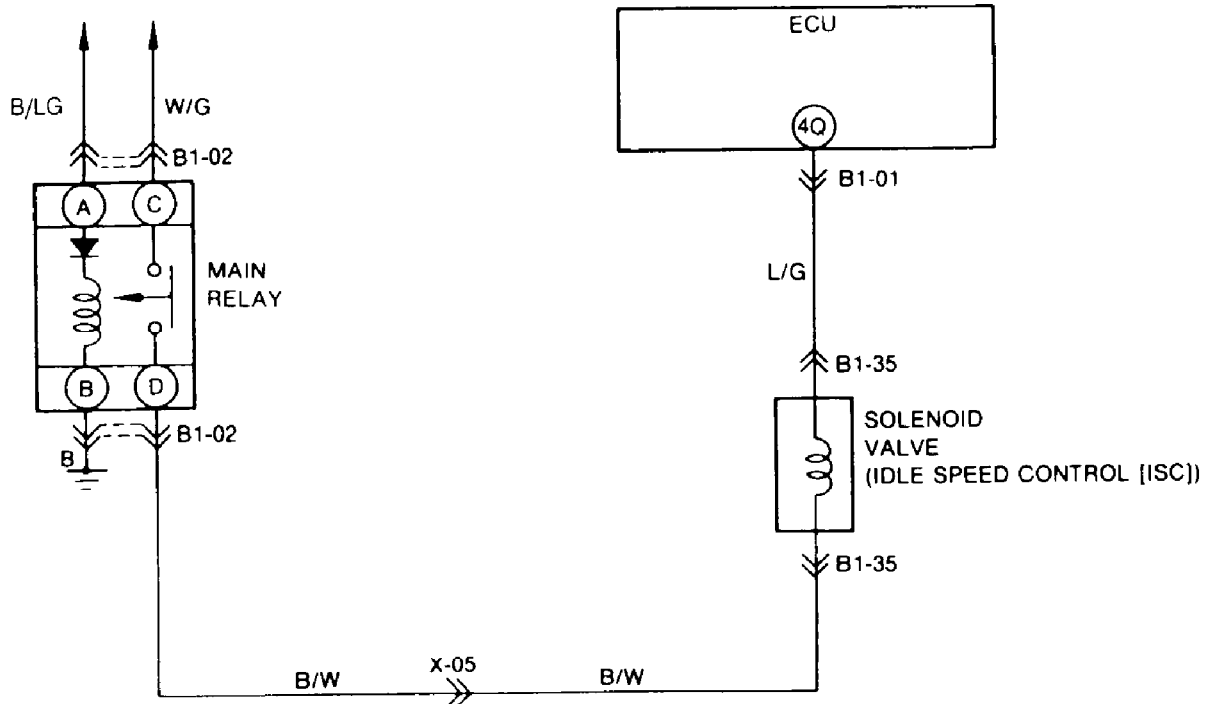 ECU
4Q
B/LG
W/G
B1-02
B1-01
A
C
MAIN
RELAY
L/G
B
D
B1-35
SOLENOID
VALVE
(IDLE SPEED CONTROL [ISC])
B1-02
B
B1-35
X-05
B/W
B/W